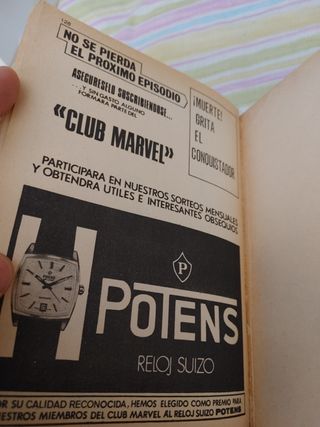 128
NO SE PIERDA
EL PROXIMO EPISODIO
ASEGURESELO SUSCRIBIENDOSE...
...Y SIN GASTO ALGUNO
FORMARA PARTE DEL
«CLUB MARVEL»
¡MUERTE!
GRITA
EL
CONQUISTADOR
PARTICIPARA EN NUESTROS SORTEOS MENSUALES
Y OBTENDRA UTILES E INTERESANTES OBSEQUIOS
P
POTENS
RELOJ SUIZO
POR SU CALIDAD RECONOCIDA, HEMOS ELEGIDO COMO PREMIO PARA
NUESTROS MIEMBROS DEL CLUB MARVEL AL RELOJ SUIZO POTENS